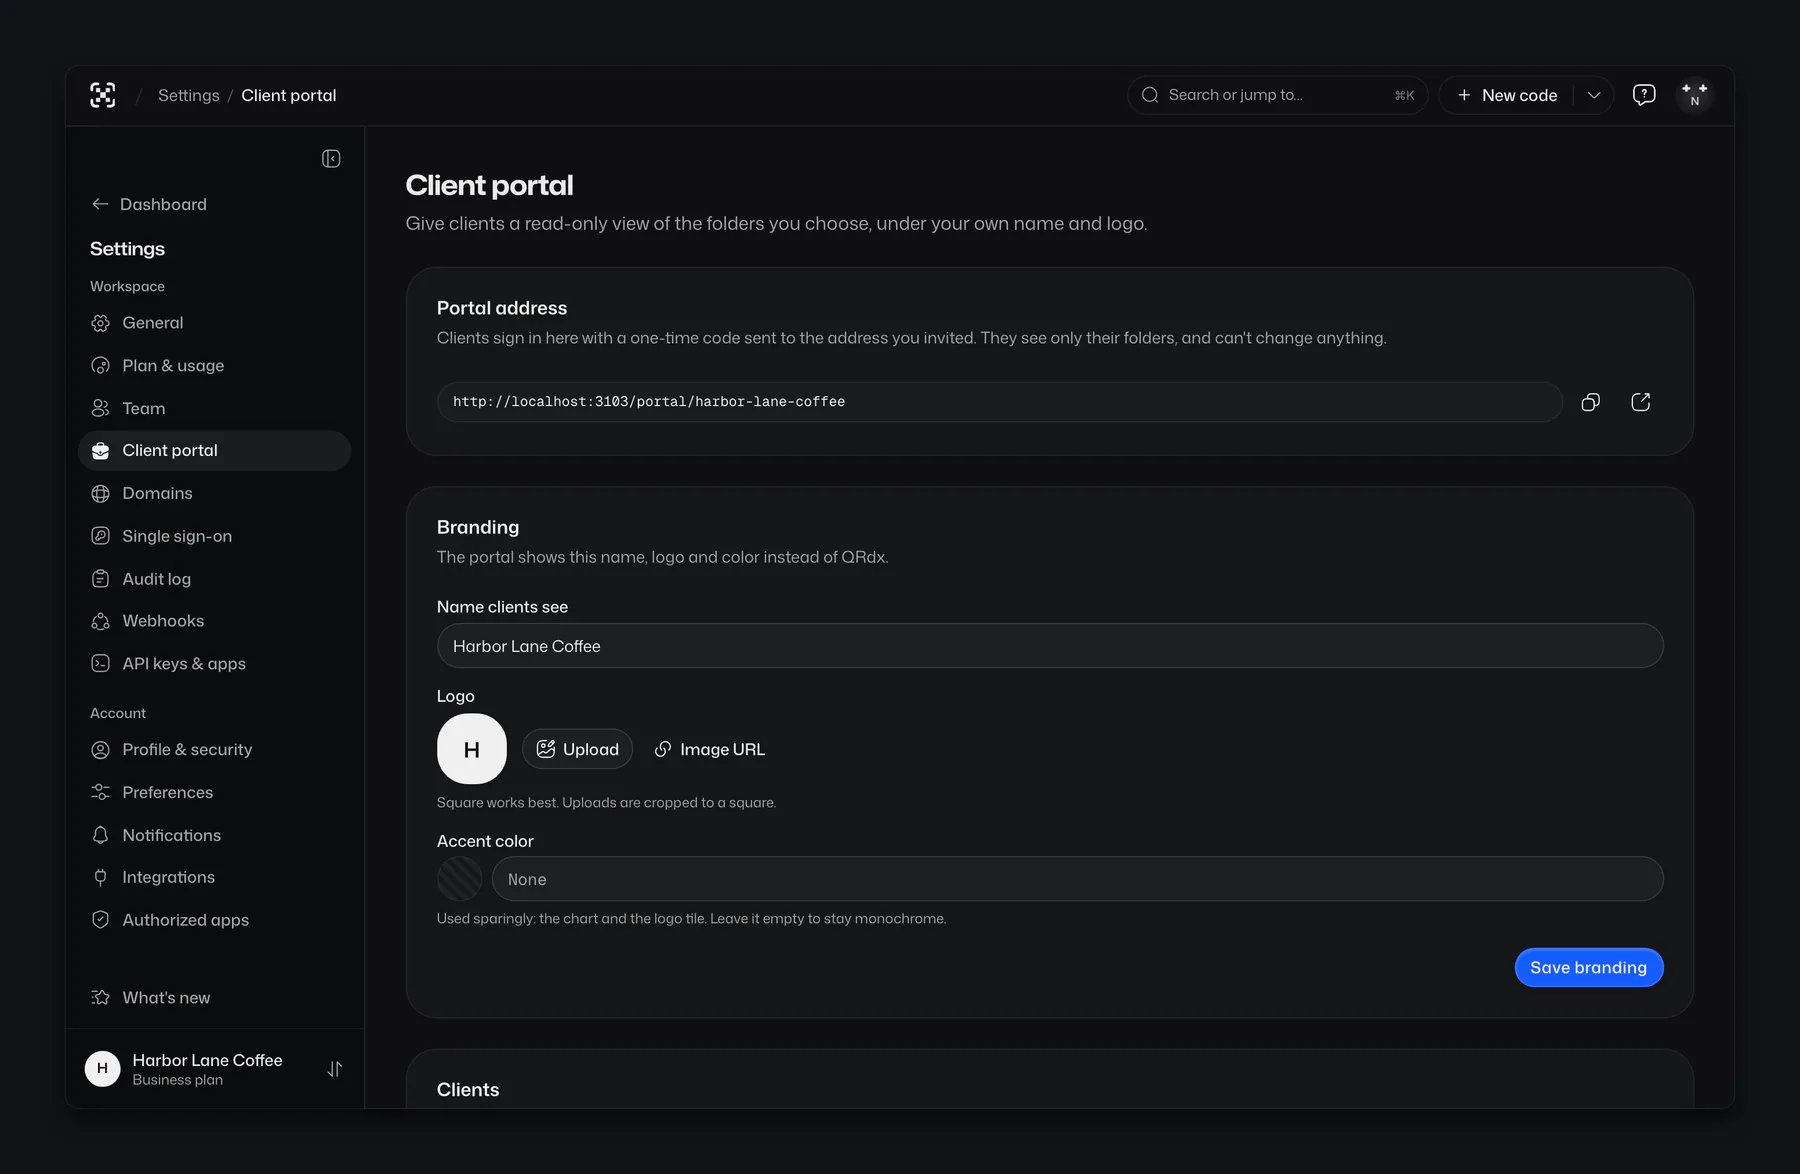 Settings / Client portal
Search or jump to... ⌘K
+ New code
N
Dashboard
Settings
Workspace
General
Plan & usage
Team
Client portal
Domains
Single sign-on
Audit log
Webhooks
API keys & apps
Account
Profile & security
Preferences
Notifications
Integrations
Authorized apps
What's new
H
Harbor Lane Coffee
Business plan
Client portal
Give clients a read-only view of the folders you choose, under your own name and logo.
Portal address
Clients sign in here with a one-time code sent to the address you invited. They see only their folders, and can't change anything.
http://localhost:3103/portal/harbor-lane-coffee
Branding
The portal shows this name, logo and color instead of QRdx.
Name clients see
Harbor Lane Coffee
Logo
H
Upload
Image URL
Square works best. Uploads are cropped to a square.
Accent color
None
Used sparingly: the chart and the logo tile. Leave it empty to stay monochrome.
Save branding
Clients